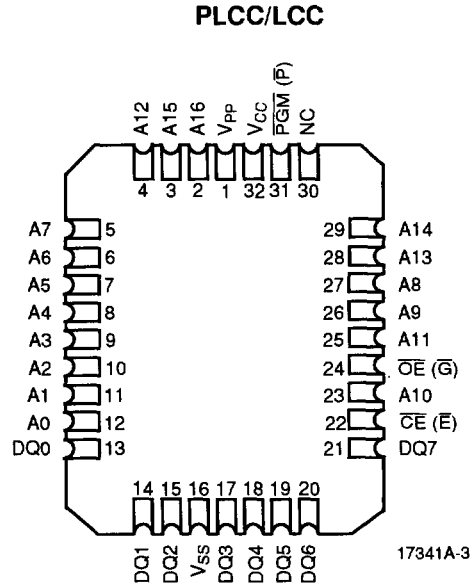 PLCC/LCC
A12 A15 A16 VPP VCC P̅G̅M̅ (P̅) NC
4 3 2 1 32 31 30
A7 5 29 A14
A6 6 28 A13
A5 7 27 A8
A4 8 26 A9
A3 9 25 A11
A2 10 24 O̅E̅ (G̅)
A1 11 23 A10
A0 12 22 C̅E̅ (E̅)
DQ0 13 21 DQ7
14 15 16 17 18 19 20
DQ1 DQ2 VSS DQ3 DQ4 DQ5 DQ6
17341A-3